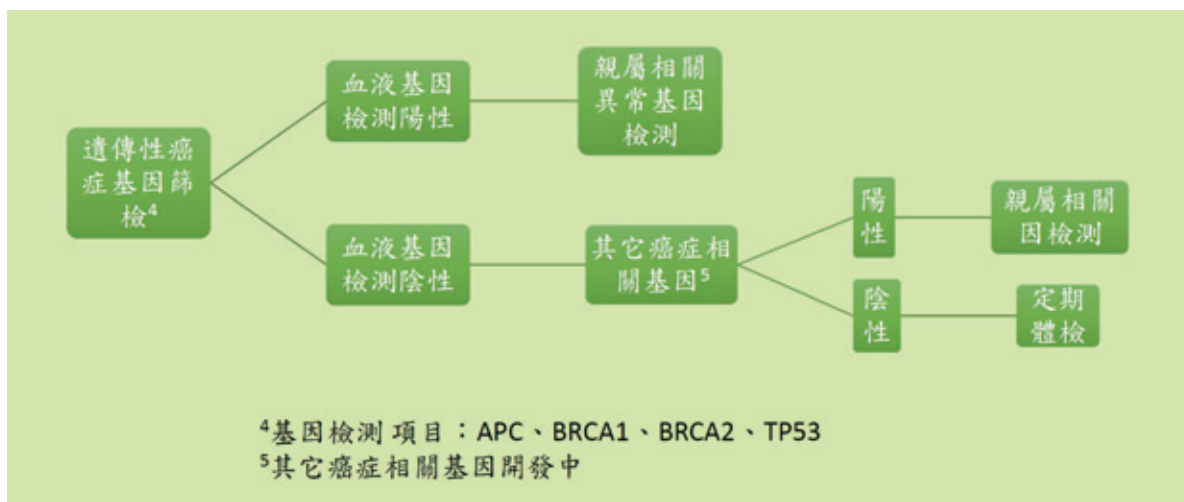 遺傳性癌
症基因篩
檢⁴
血液基因
檢測陽性
親屬相關
異常基因
檢測
血液基因
檢測陰性
其它癌症相
關基因⁵
陽
性
親屬相關
因檢測
陰
性
定期
體檢
⁴基因檢测項目：APC、BRCA1、BRCA2、TP53
⁵其它癌症相關基因開發中